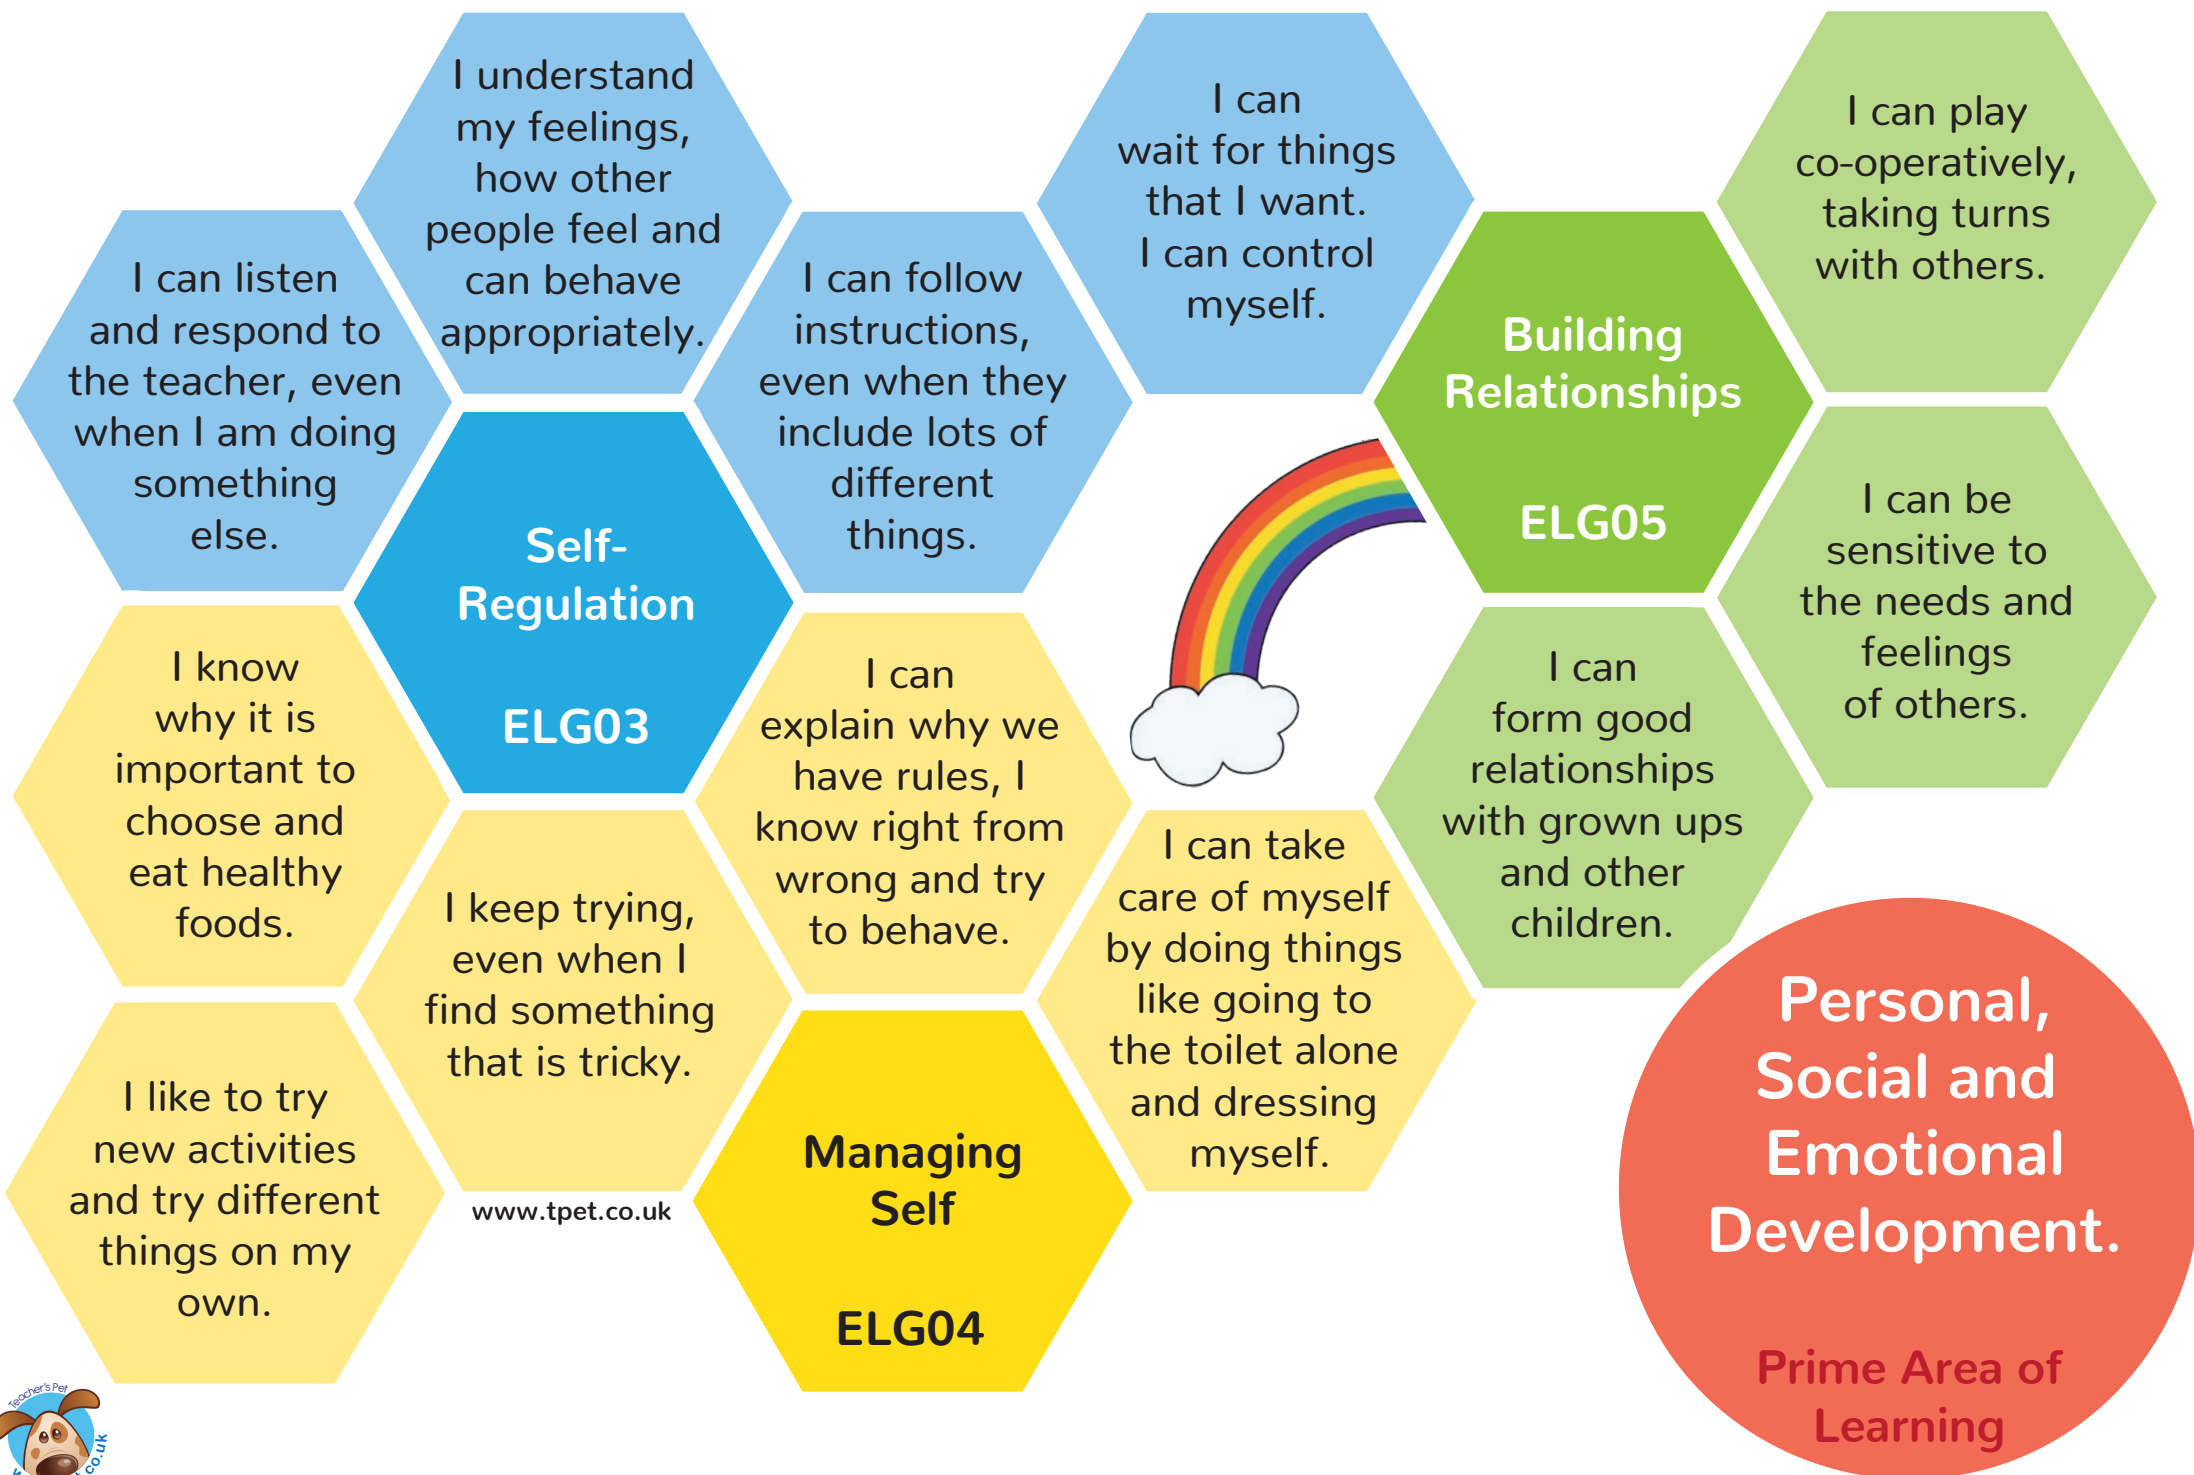 I understand
my feelings,
how other
people feel and
can behave
appropriately.
I can
wait for things
that I want.
I can control
myself.
I can play
co-operatively,
taking turns
with others.
I can listen
and respond to
the teacher, even
when I am doing
something
else.
I can follow
instructions,
even when they
include lots of
different
things.
Building
Relationships
ELG05
Self-
Regulation
ELG03
I can be
sensitive to
the needs and
feelings
of others.
I know
why it is
important to
choose and
eat healthy
foods.
I can
explain why we
have rules, I
know right from
wrong and try
to behave.
I can
form good
relationships
with grown ups
and other
children.
I keep trying,
even when I
find something
that is tricky.
I can take
care of myself
by doing things
like going to
the toilet alone
and dressing
myself.
I like to try
new activities
and try different
things on my
own.
Managing
Self
ELG04
www.tpet.co.uk
Personal,
Social and
Emotional
Development.
Prime Area of
Learning
Teacher's Pet
co.uk